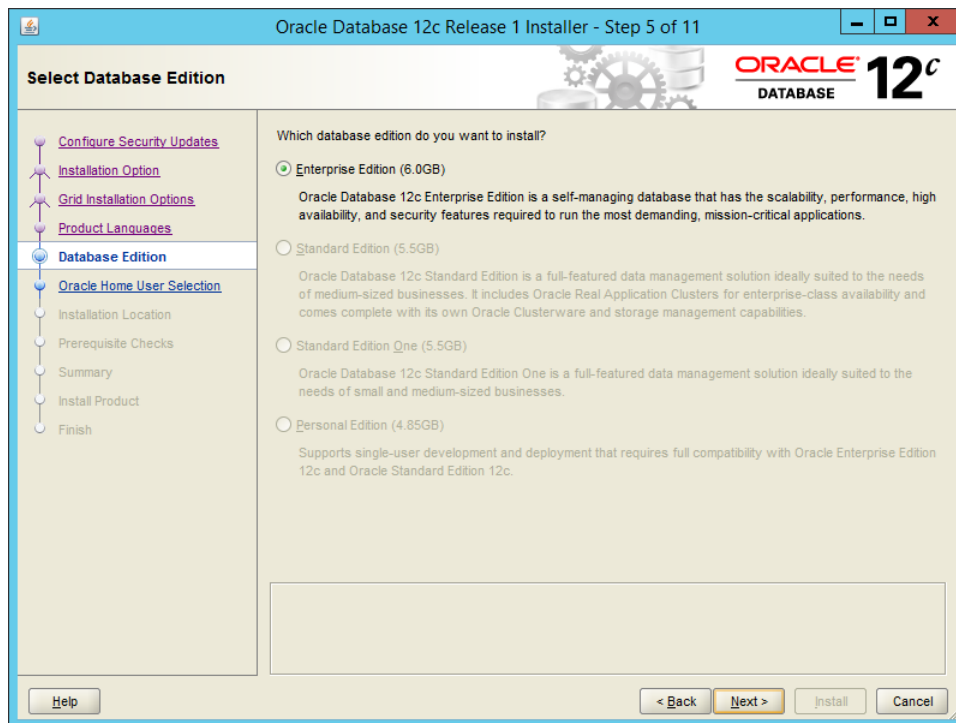 Oracle Database 12c Release 1 Installer - Step 5 of 11
Select Database Edition
ORACLE
DATABASE
12c
Configure Security Updates
Installation Option
Grid Installation Options
Product Languages
Database Edition
Oracle Home User Selection
Installation Location
Prerequisite Checks
Summary
Install Product
Finish
Which database edition do you want to install?
Enterprise Edition (6.0GB)
Oracle Database 12c Enterprise Edition is a self-managing database that has the scalability, performance, high
availability, and security features required to run the most demanding, mission-critical applications.
Standard Edition (5.5GB)
Oracle Database 12c Standard Edition is a full-featured data management solution ideally suited to the needs
of medium-sized businesses. It includes Oracle Real Application Clusters for enterprise-class availability and
comes complete with its own Oracle Clusterware and storage management capabilities.
Standard Edition One (5.5GB)
Oracle Database 12c Standard Edition One is a full-featured data management solution ideally suited to the
needs of small and medium-sized businesses.
Personal Edition (4.85GB)
Supports single-user development and deployment that requires full compatibility with Oracle Enterprise Edition
12c and Oracle Standard Edition 12c.
Help
< Back
Next >
Install
Cancel